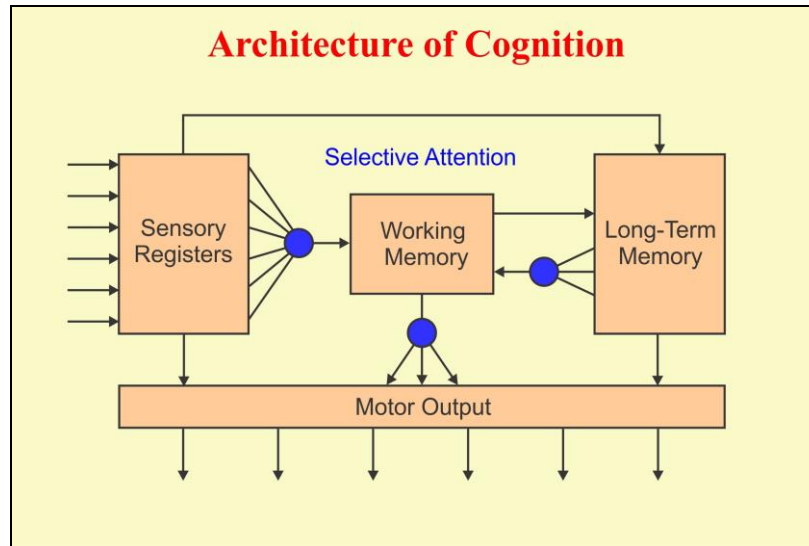 Architecture of Cognition
Selective Attention
Sensory
Registers
Working
Memory
Long-Term
Memory
Motor Output